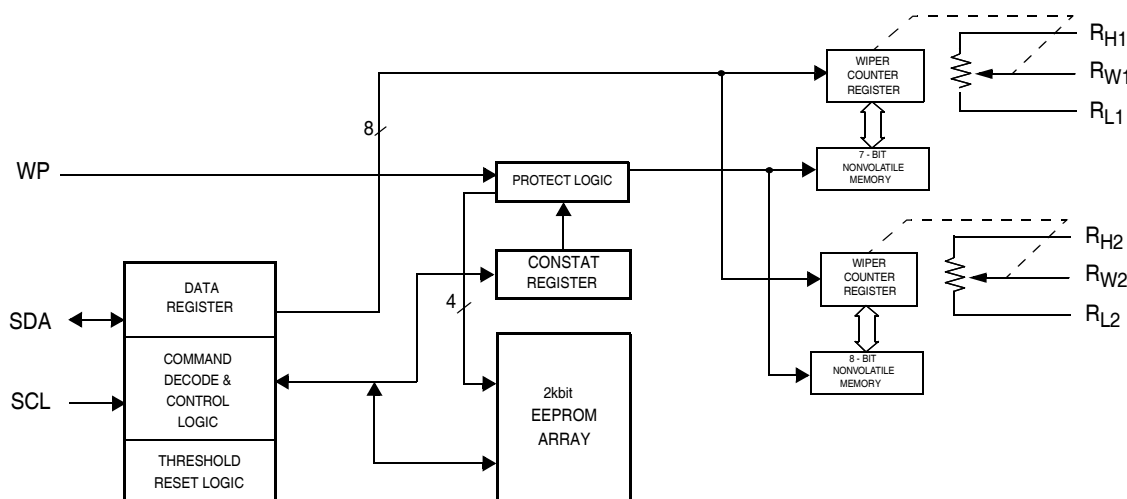 WIPER
COUNTER
REGISTER
RH1
RW1
RL1
8
7 - BIT
NONVOLATILE
MEMORY
WP
PROTECT LOGIC
CONSTAT
REGISTER
WIPER
COUNTER
REGISTER
RH2
RW2
RL2
DATA
REGISTER
SDA
4
COMMAND
DECODE &
CONTROL
LOGIC
SCL
2kbit
EEPROM
ARRAY
8 - BIT
NONVOLATILE
MEMORY
THRESHOLD
RESET LOGIC